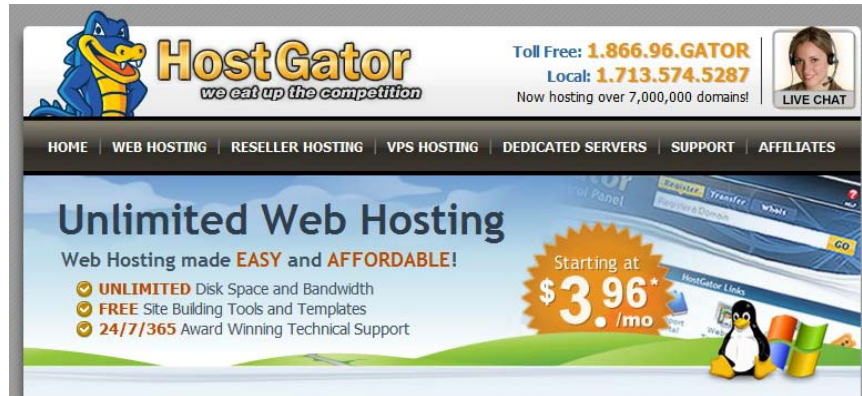 HostGator
we eat up the competition
Toll Free: 1.866.96.GATOR
Local: 1.713.574.5287
Now hosting over 7,000,000 domains!
LIVE CHAT
HOME | WEB HOSTING | RESELLER HOSTING | VPS HOSTING | DEDICATED SERVERS | SUPPORT | AFFILIATES
Unlimited Web Hosting
Web Hosting made EASY and AFFORDABLE!
UNLIMITED Disk Space and Bandwidth
FREE Site Building Tools and Templates
24/7/365 Award Winning Technical Support
Starting at
$3.96*
/mo
Register Transfer WhoIs
Register a Domain
GO
HostGator Links